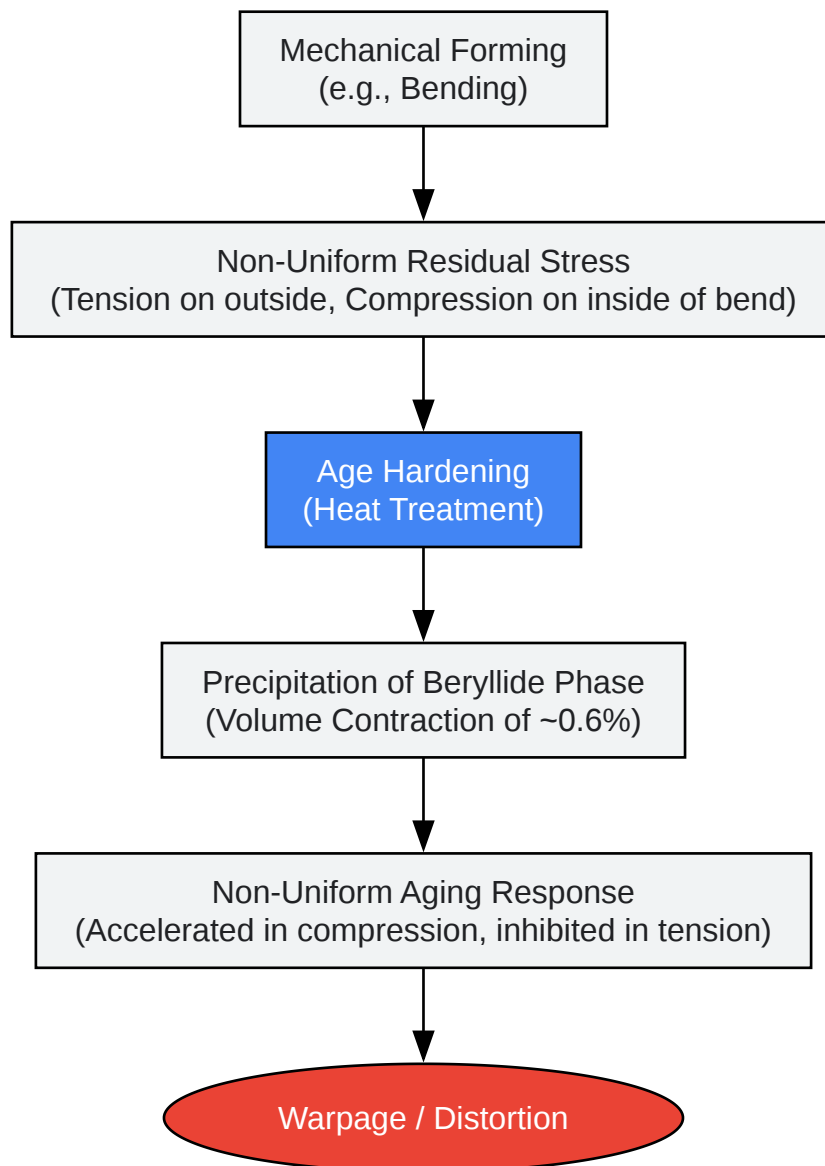 Mechanical Forming
(e.g., Bending)
Non-Uniform Residual Stress
(Tension on outside, Compression on inside of bend)
Age Hardening
(Heat Treatment)
Precipitation of Beryllide Phase
(Volume Contraction of ~0.6%)
Non-Uniform Aging Response
(Accelerated in compression, inhibited in tension)
Warpage / Distortion